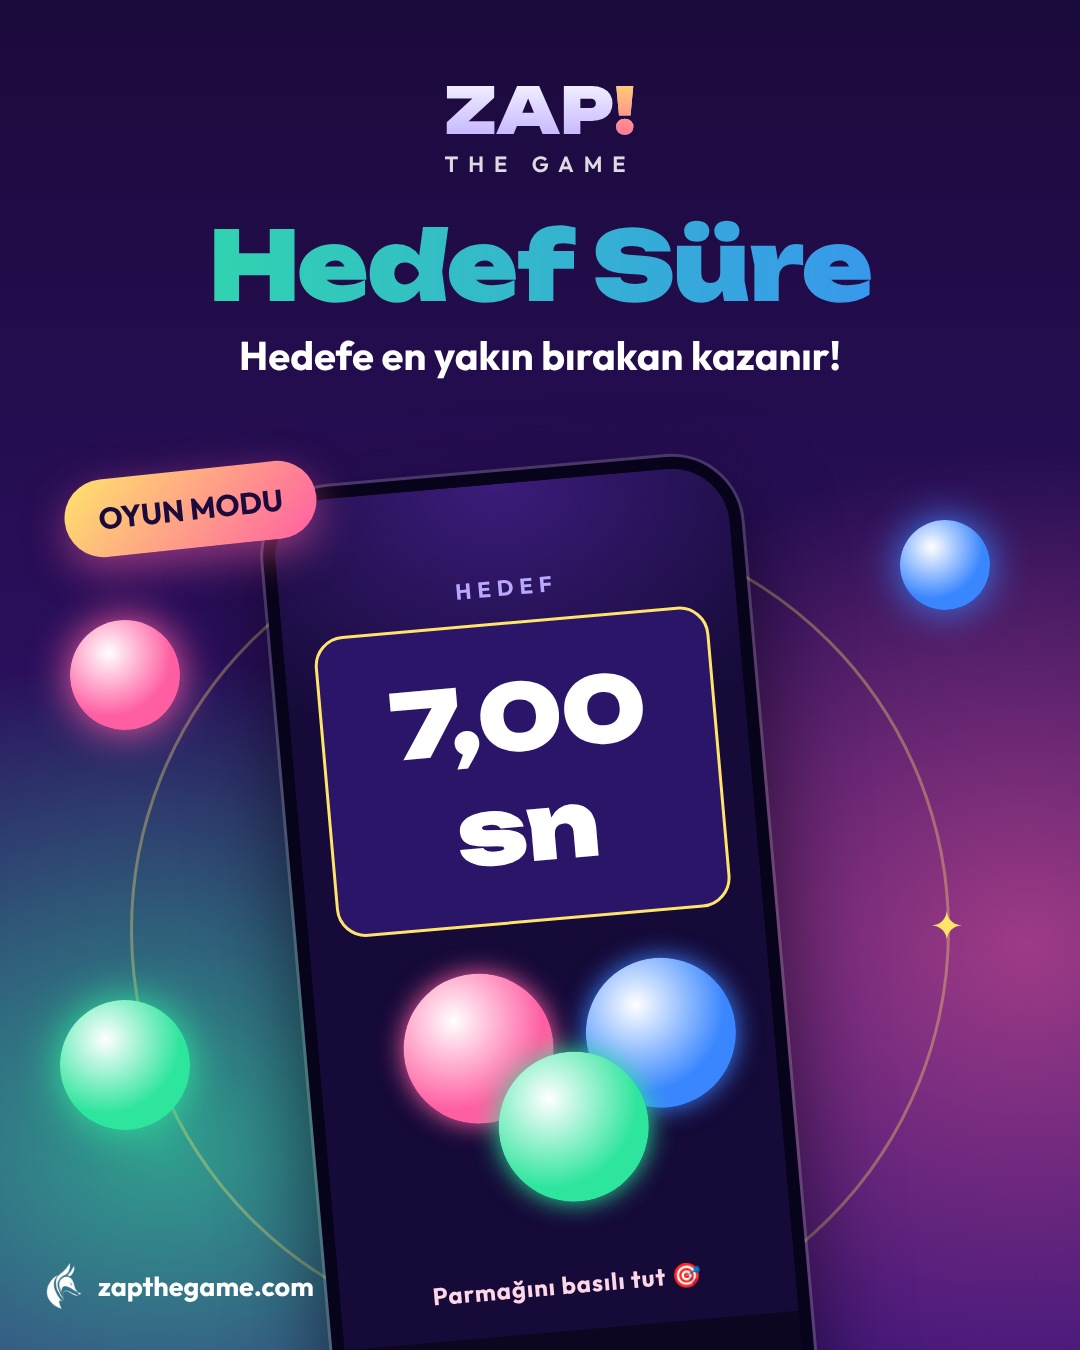 ZAP!
THE GAME
Hedef Süre
Hedefe en yakın bırakan kazanır!
OYUN MODU
HEDEF
7,00
sn
Parmağını basılı tut 🎯
zapthegame.com